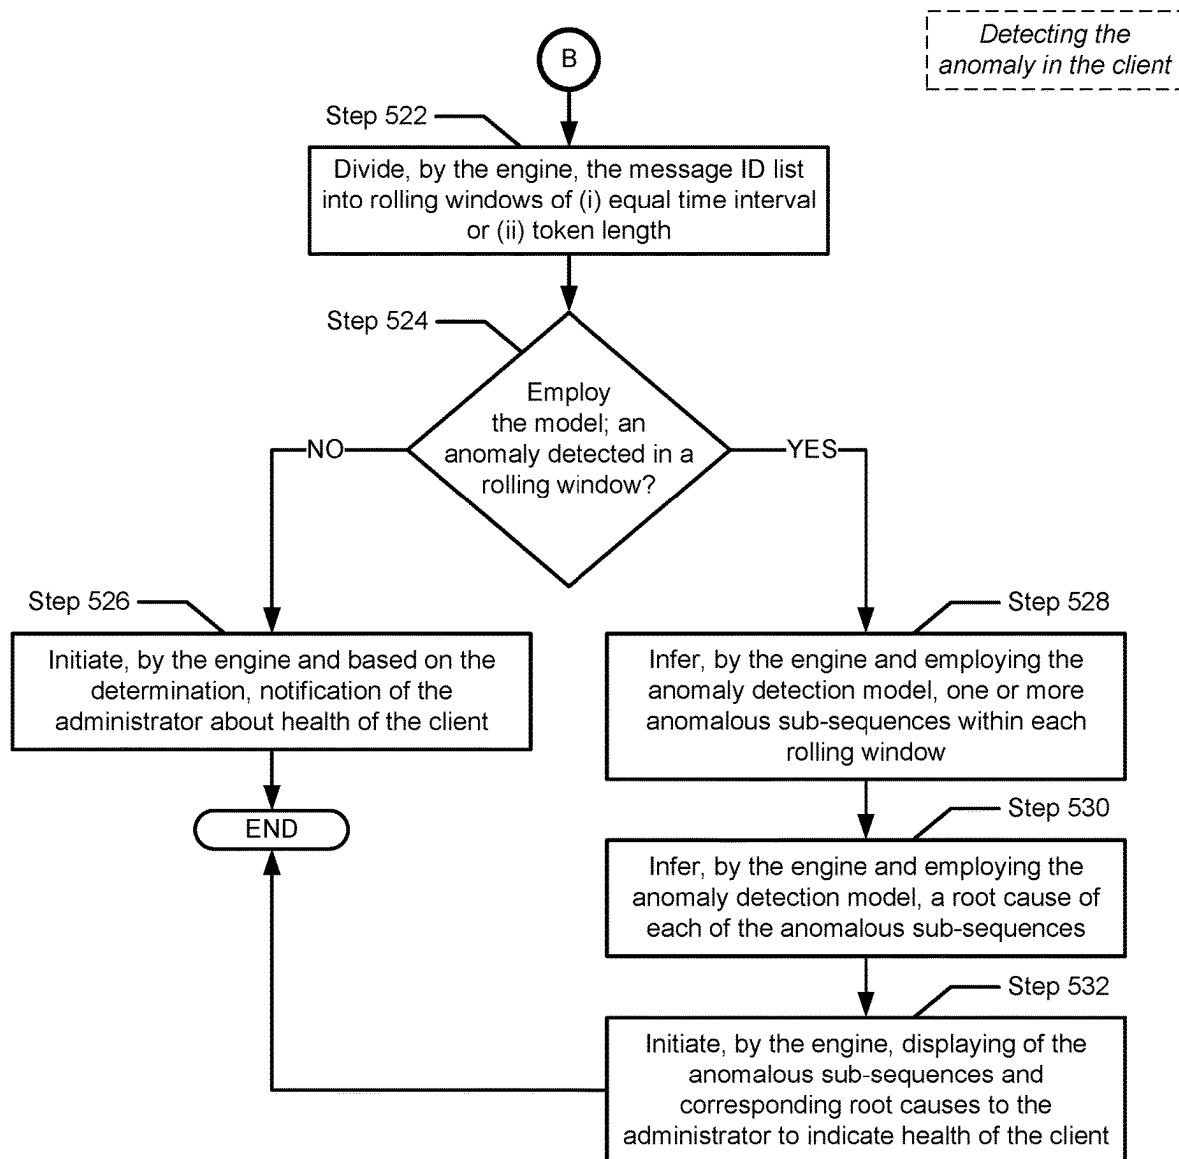 Detecting the
anomaly in the client
B
Step 522
Divide, by the engine, the message ID list
into rolling windows of (i) equal time interval
or (ii) token length
Step 524
Employ
the model; an
anomaly detected in a
rolling window?
NO
YES
Step 526
Initiate, by the engine and based on the
determination, notification of the
administrator about health of the client
END
Step 528
Infer, by the engine and employing the
anomaly detection model, one or more
anomalous sub-sequences within each
rolling window
Step 530
Infer, by the engine and employing the
anomaly detection model, a root cause of
each of the anomalous sub-sequences
Step 532
Initiate, by the engine, displaying of the
anomalous sub-sequences and
corresponding root causes to the
administrator to indicate health of the client